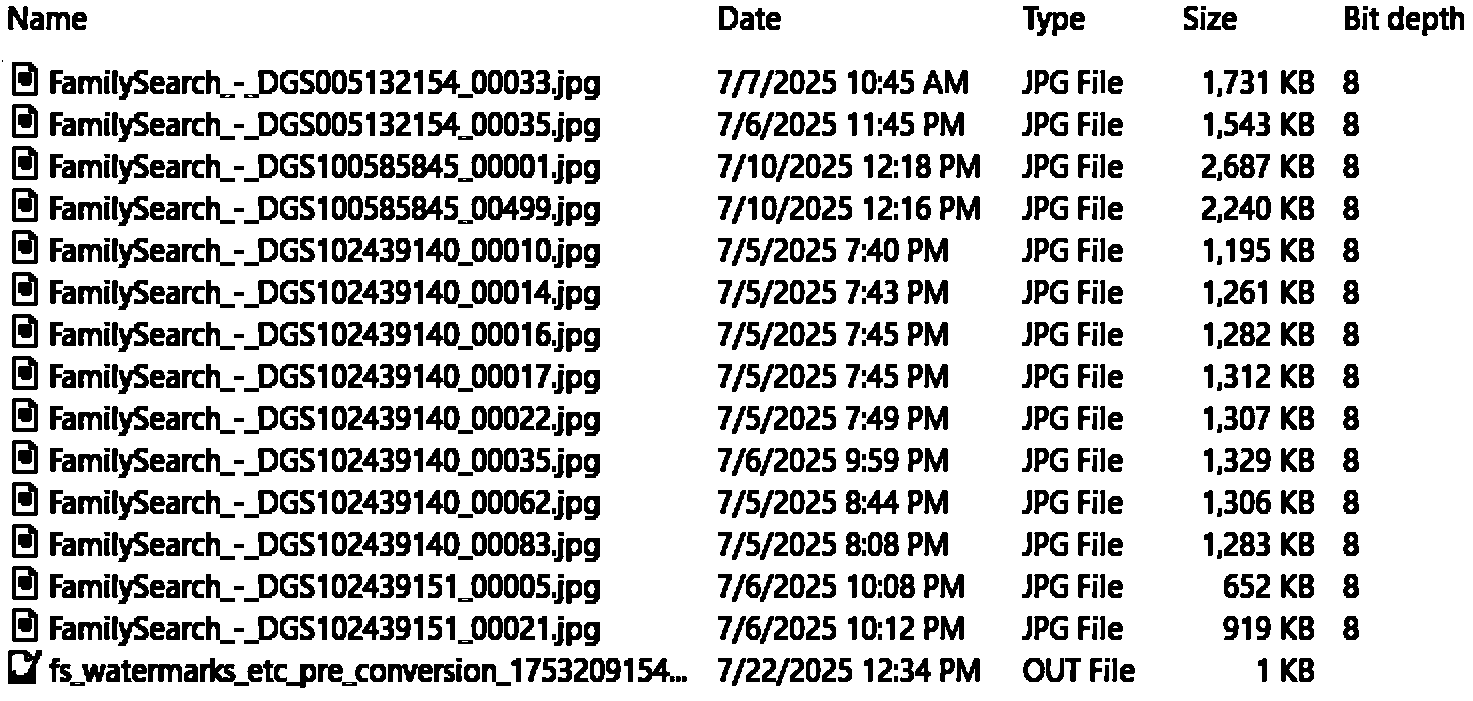 Name Date Type Size Bit depth
FamilySearch_-_DGS005132154_00033.jpg 7/7/2025 10:45 AM JPG File 1,731 KB 8
FamilySearch_-_DGS005132154_00035.jpg 7/6/2025 11:45 PM JPG File 1,543 KB 8
FamilySearch_-_DGS100585845_00001.jpg 7/10/2025 12:18 PM JPG File 2,687 KB 8
FamilySearch_-_DGS100585845_00499.jpg 7/10/2025 12:16 PM JPG File 2,240 KB 8
FamilySearch_-_DGS102439140_00010.jpg 7/5/2025 7:40 PM JPG File 1,195 KB 8
FamilySearch_-_DGS102439140_00014.jpg 7/5/2025 7:43 PM JPG File 1,261 KB 8
FamilySearch_-_DGS102439140_00016.jpg 7/5/2025 7:45 PM JPG File 1,282 KB 8
FamilySearch_-_DGS102439140_00017.jpg 7/5/2025 7:45 PM JPG File 1,312 KB 8
FamilySearch_-_DGS102439140_00022.jpg 7/5/2025 7:49 PM JPG File 1,307 KB 8
FamilySearch_-_DGS102439140_00035.jpg 7/6/2025 9:59 PM JPG File 1,329 KB 8
FamilySearch_-_DGS102439140_00062.jpg 7/5/2025 8:44 PM JPG File 1,306 KB 8
FamilySearch_-_DGS102439140_00083.jpg 7/5/2025 8:08 PM JPG File 1,283 KB 8
FamilySearch_-_DGS102439151_00005.jpg 7/6/2025 10:08 PM JPG File 652 KB 8
FamilySearch_-_DGS102439151_00021.jpg 7/6/2025 10:12 PM JPG File 919 KB 8
fs_watermarks_etc_pre_conversion_1753209154... 7/22/2025 12:34 PM OUT File 1 KB